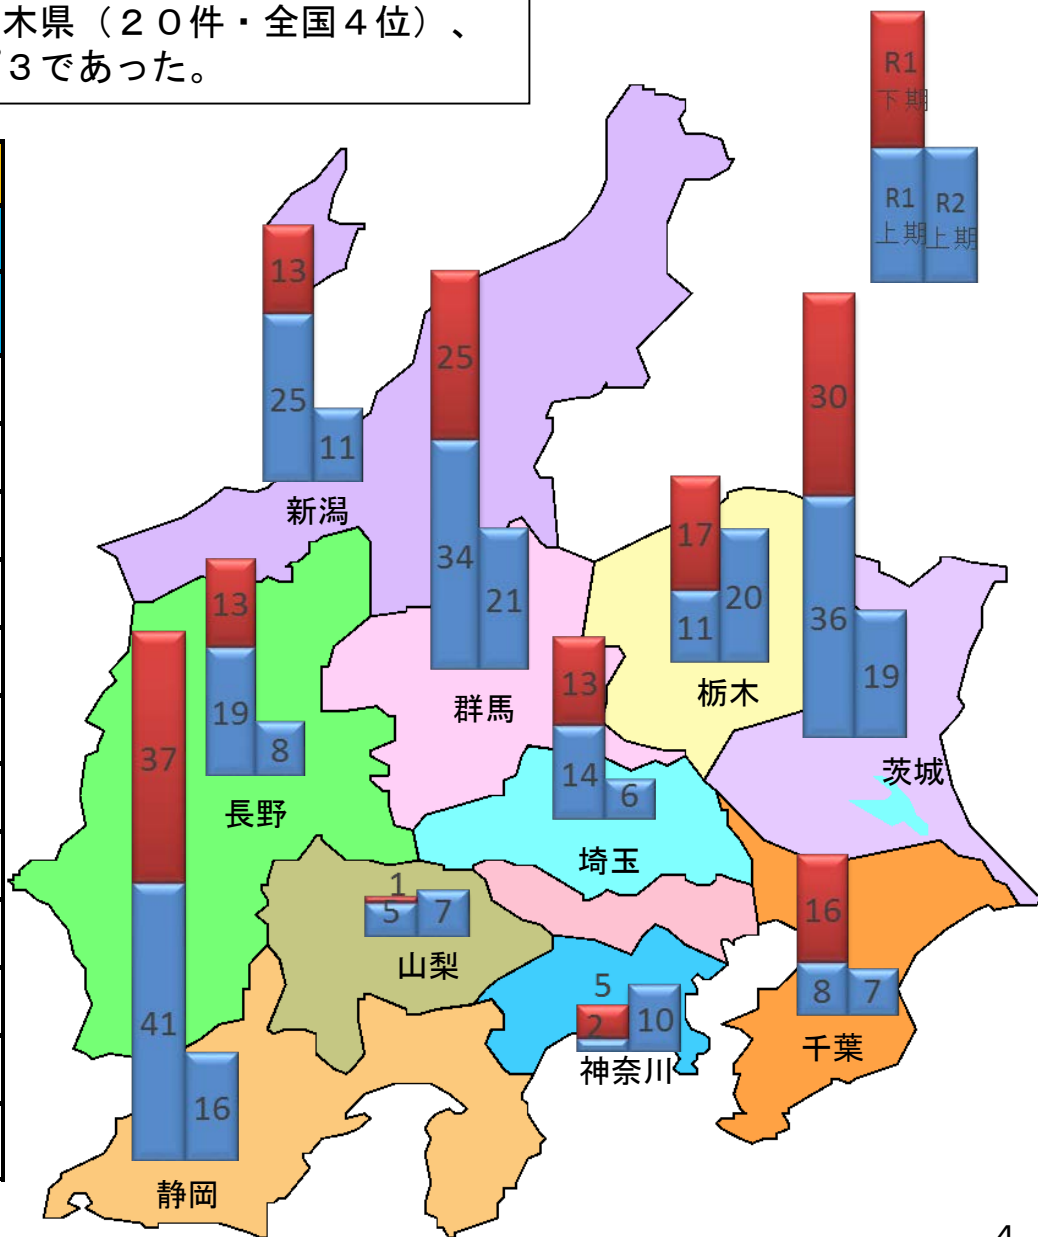 木県(20件・全国4位)、
3であった。
R1
下期
R1
上期
R2
上期
13
25
11
新潟
25
34
21
群馬
30
36
19
茨城
17
11
20
栃木
13
19
8
長野
13
14
6
埼玉
37
41
16
静岡
1
5
7
山梨
5
2
10
神奈川
16
8
7
千葉
4